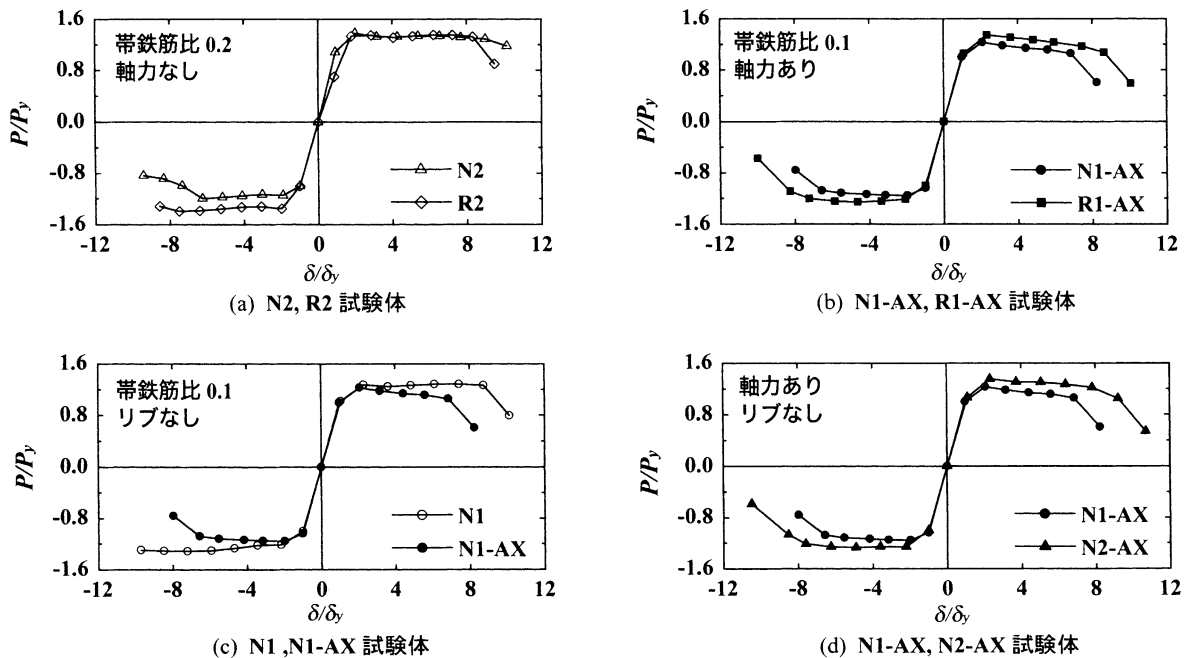 1.6
0.8
0.0
-0.8
-1.6
P/Py
帯鉄筋比 0.2
軸力なし
N2
R2
-12 -8 -4 0 4 8 12
δ/δy
(a) N2, R2 試験体
1.6
0.8
0.0
-0.8
-1.6
P/Py
帯鉄筋比 0.1
軸力あり
N1-AX
R1-AX
-12 -8 -4 0 4 8 12
δ/δy
(b) N1-AX, R1-AX 試験体
1.6
0.8
0.0
-0.8
-1.6
P/Py
帯鉄筋比 0.1
リブなし
N1
N1-AX
-12 -8 -4 0 4 8 12
δ/δy
(c) N1 ,N1-AX 試験体
1.6
0.8
0.0
-0.8
-1.6
P/Py
軸力あり
リブなし
N1-AX
N2-AX
-12 -8 -4 0 4 8 12
δ/δy
(d) N1-AX, N2-AX 試験体